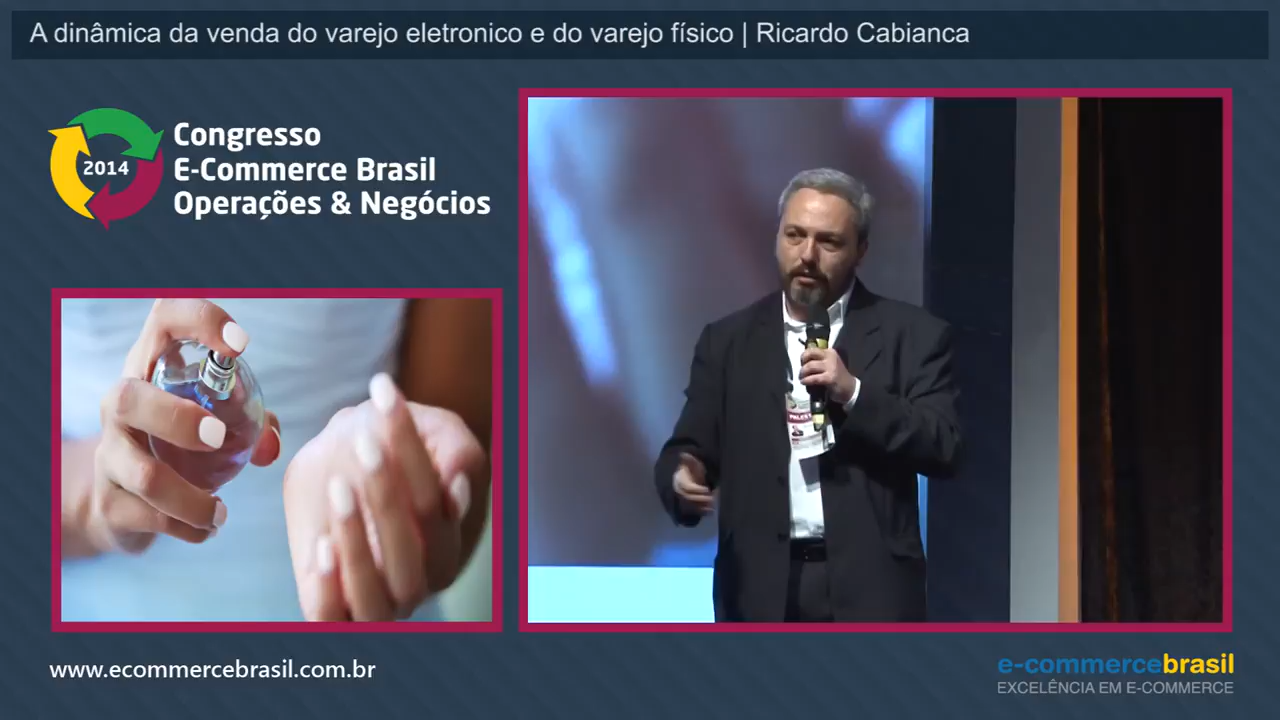 A dinâmica da venda do varejo eletronico e do varejo físico | Ricardo Cabianca
2014
Congresso
E-Commerce Brasil
Operações & Negócios
www.ecommercebrasil.com.br
e-commercebrasil
EXCELÊNCIA EM E-COMMERCE